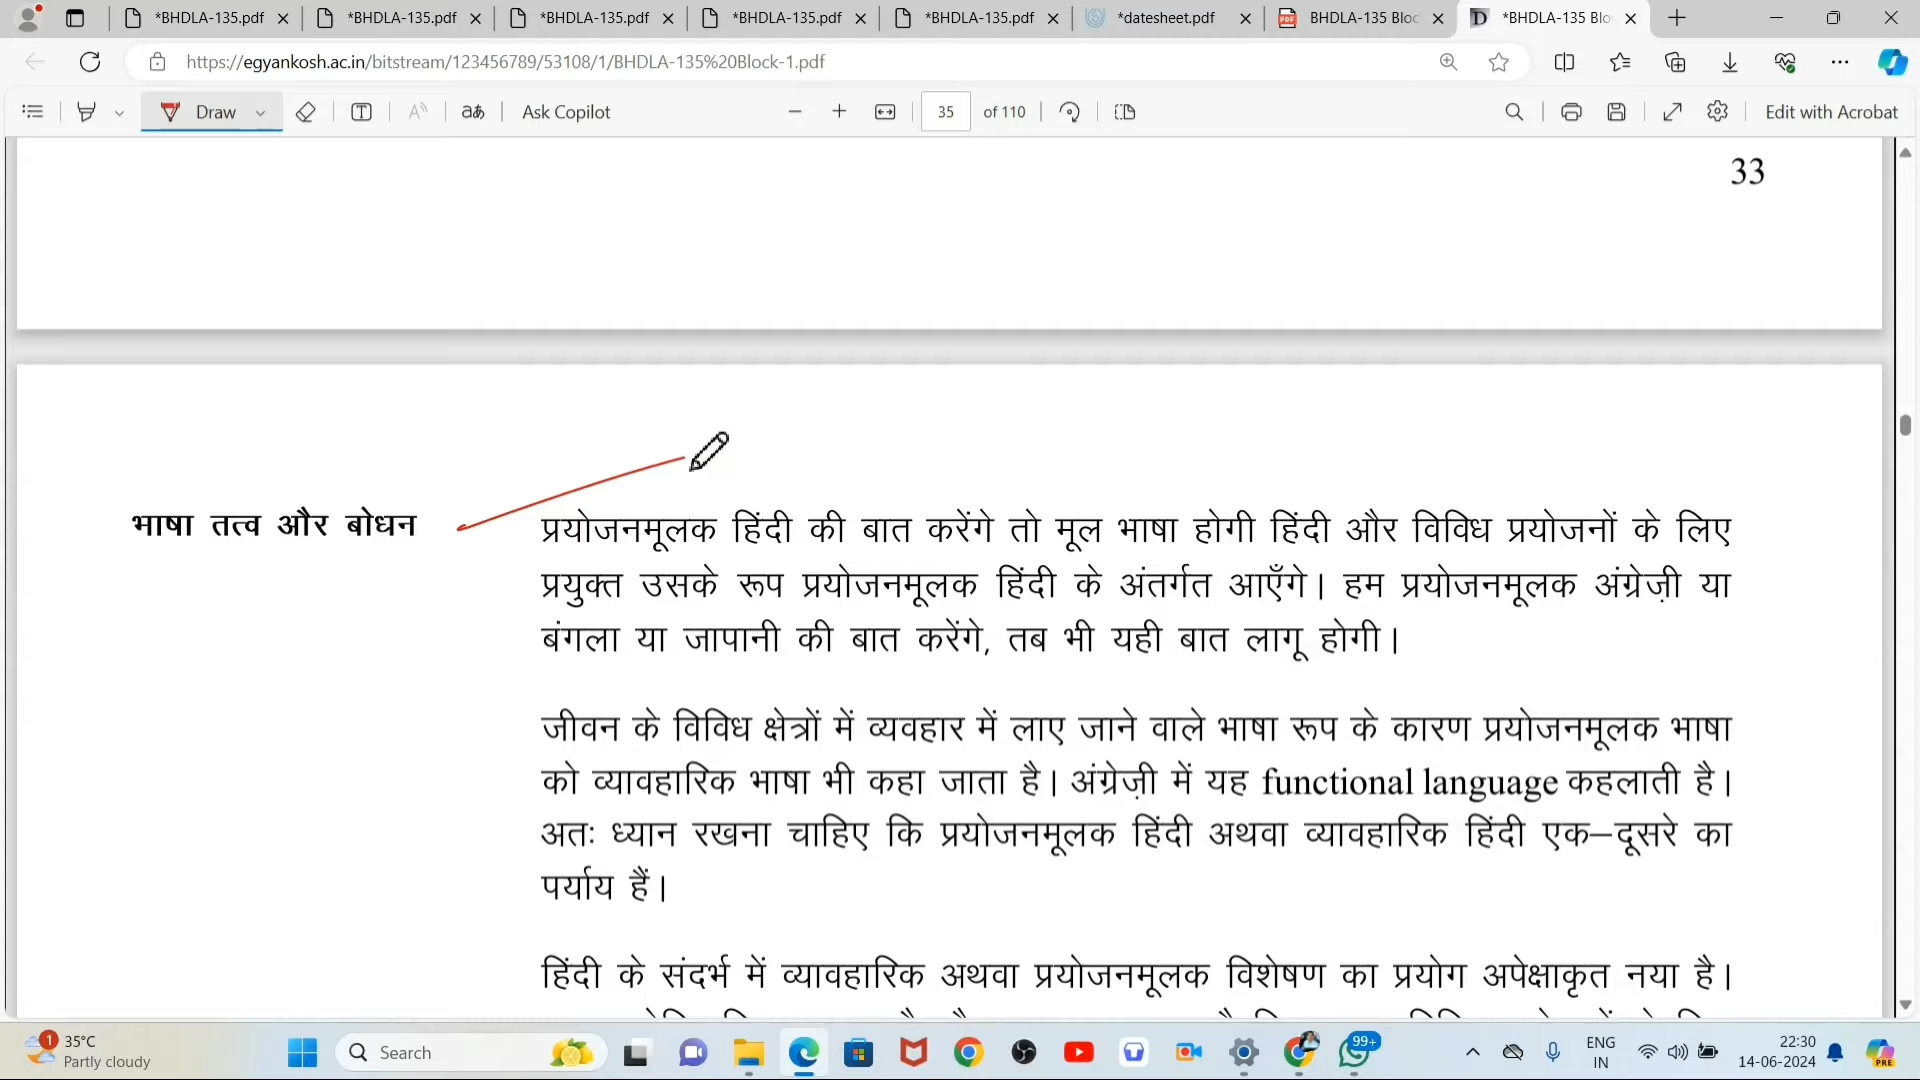 *BHDLA-135.pdf
*BHDLA-135.pdf
*BHDLA-135.pdf
*BHDLA-135.pdf
*BHDLA-135.pdf
*datesheet.pdf
BHDLA-135 Bloc
*BHDLA-135 Blo
https://egyankosh.ac.in/bitstream/123456789/53108/1/BHDLA-135%20Block-1.pdf
Draw
aあ
Ask Copilot
35 of 110
Edit with Acrobat
33
भाषा तत्व और बोधन
प्रयोजनमूलक हिंदी की बात करेंगे तो मूल भाषा होगी हिंदी और विविध प्रयोजनों के लिए
प्रयुक्त उसके रूप प्रयोजनमूलक हिंदी के अंतर्गत आएँगे। हम प्रयोजनमूलक अंग्रेज़ी या
बंगला या जापानी की बात करेंगे, तब भी यही बात लागू होगी।
जीवन के विविध क्षेत्रों में व्यवहार में लाए जाने वाले भाषा रूप के कारण प्रयोजनमूलक भाषा
को व्यावहारिक भाषा भी कहा जाता है। अंग्रेज़ी में यह functional language कहलाती है।
अतः ध्यान रखना चाहिए कि प्रयोजनमूलक हिंदी अथवा व्यावहारिक हिंदी एक–दूसरे का
पर्याय हैं।
हिंदी के संदर्भ में व्यावहारिक अथवा प्रयोजनमूलक विशेषण का प्रयोग अपेक्षाकृत नया है।
1
35°C
Partly cloudy
Search
99+
ENG
IN
22:30
14-06-2024
PRE